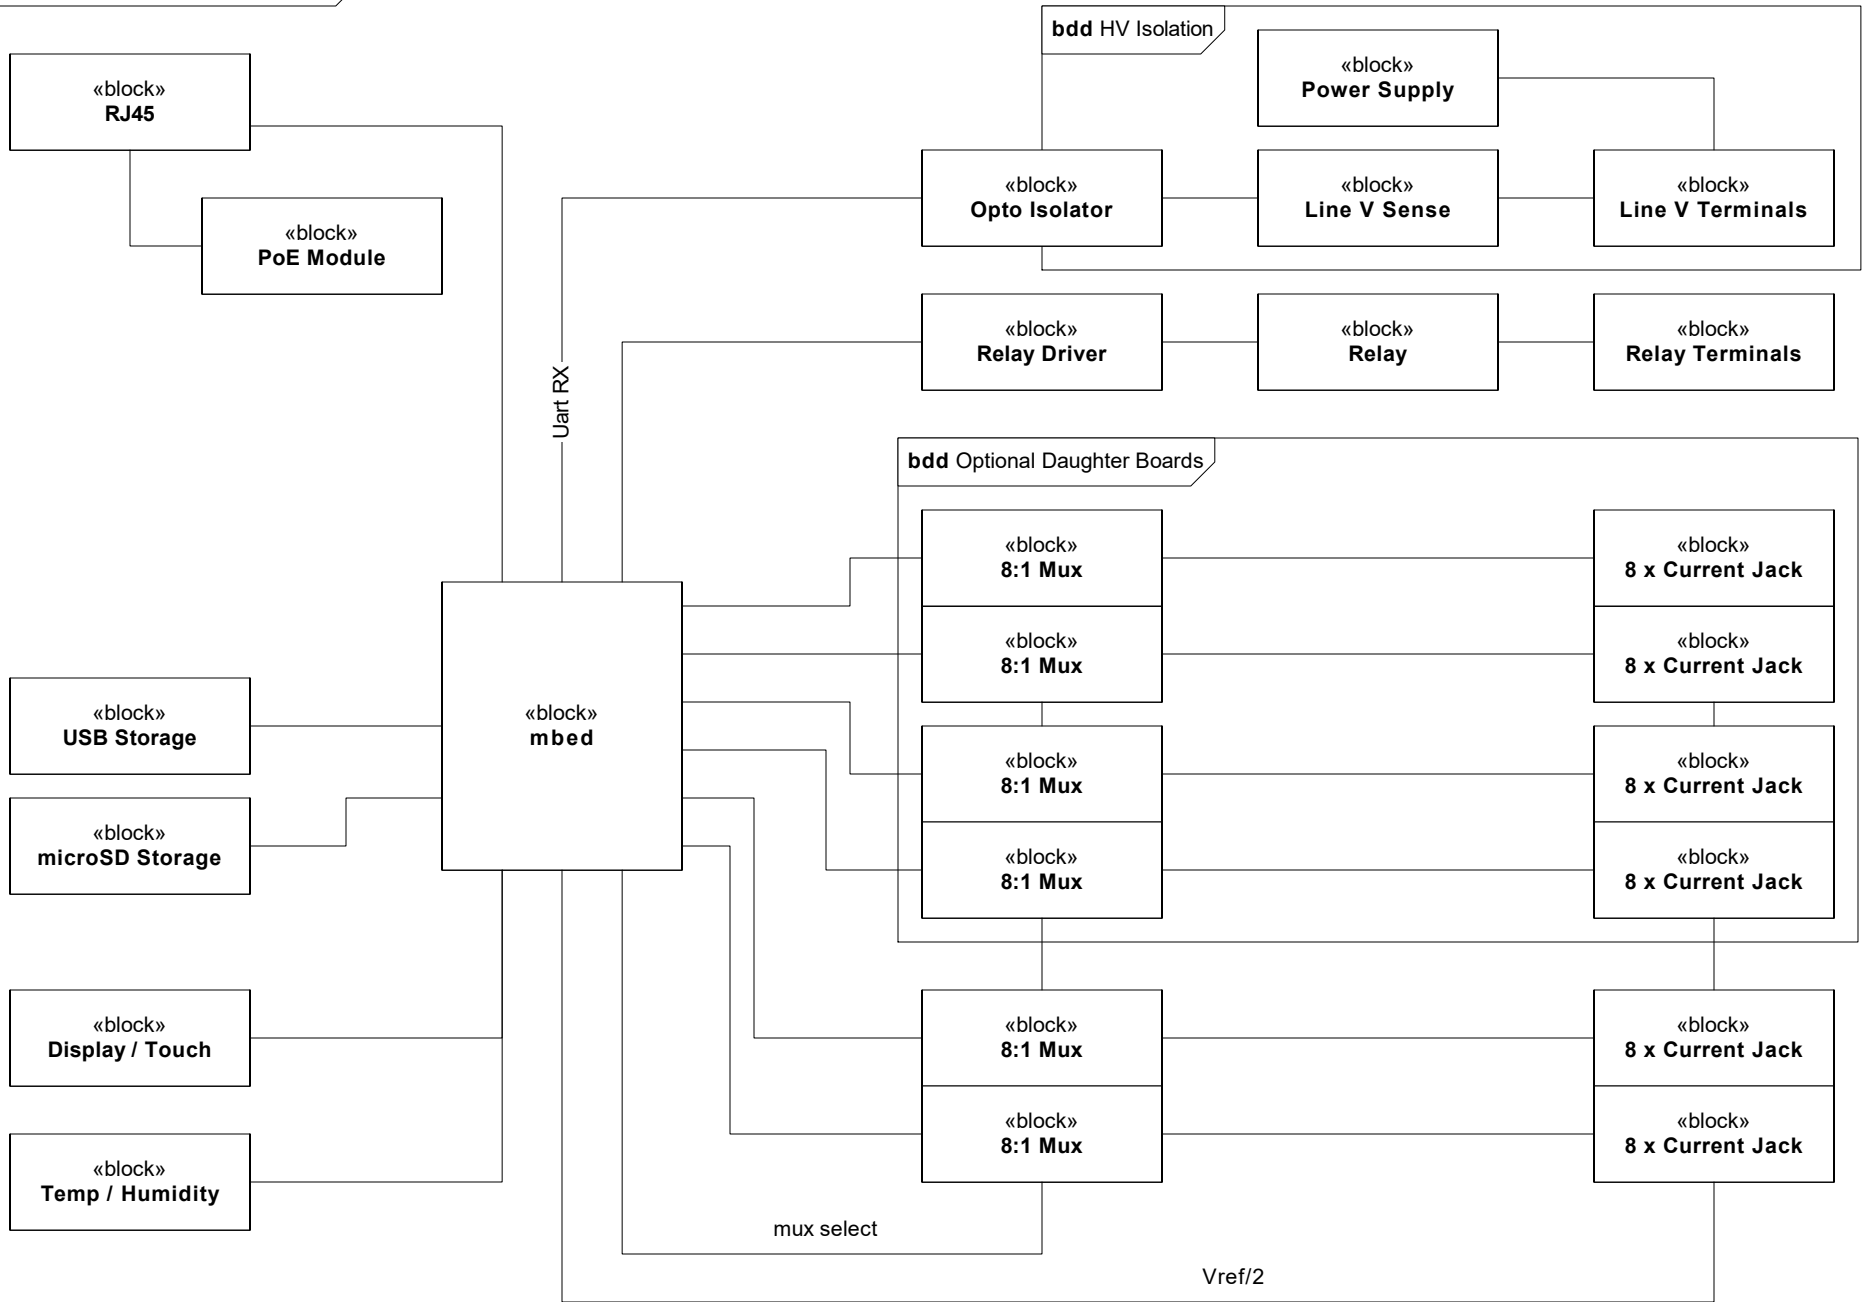 bdd HV Isolation
«block»
Power Supply
«block»
RJ45
«block»
Opto Isolator
«block»
Line V Sense
«block»
Line V Terminals
«block»
PoE Module
«block»
Relay Driver
«block»
Relay
«block»
Relay Terminals
Uart RX
bdd Optional Daughter Boards
«block»
8:1 Mux
«block»
8 x Current Jack
«block»
8:1 Mux
«block»
8 x Current Jack
«block»
USB Storage
«block»
mbed
«block»
8:1 Mux
«block»
8 x Current Jack
«block»
microSD Storage
«block»
8:1 Mux
«block»
8 x Current Jack
«block»
Display / Touch
«block»
8:1 Mux
«block»
8 x Current Jack
«block»
Temp / Humidity
«block»
8:1 Mux
«block»
8 x Current Jack
mux select
Vref/2